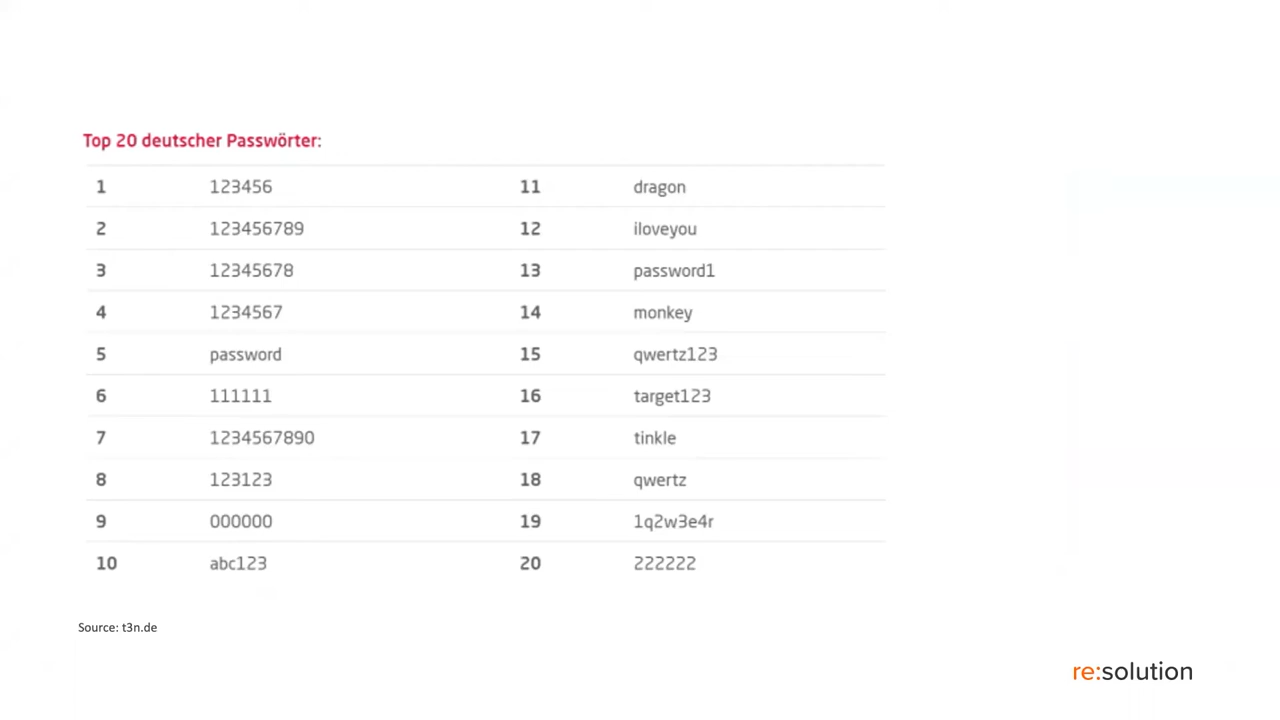 Top 20 deutscher Passwörter:
1 123456 11 dragon
2 123456789 12 iloveyou
3 12345678 13 password1
4 1234567 14 monkey
5 password 15 qwertz123
6 111111 16 target123
7 1234567890 17 tinkle
8 123123 18 qwertz
9 000000 19 1q2w3e4r
10 abc123 20 222222
Source: t3n.de
re:solution